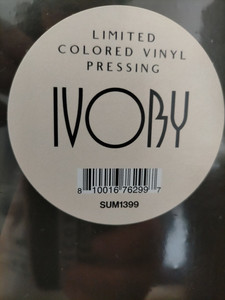 LIMITED
COLORED VINYL
PRESSING
IVORY
8 10016 76299 7
SUM1399